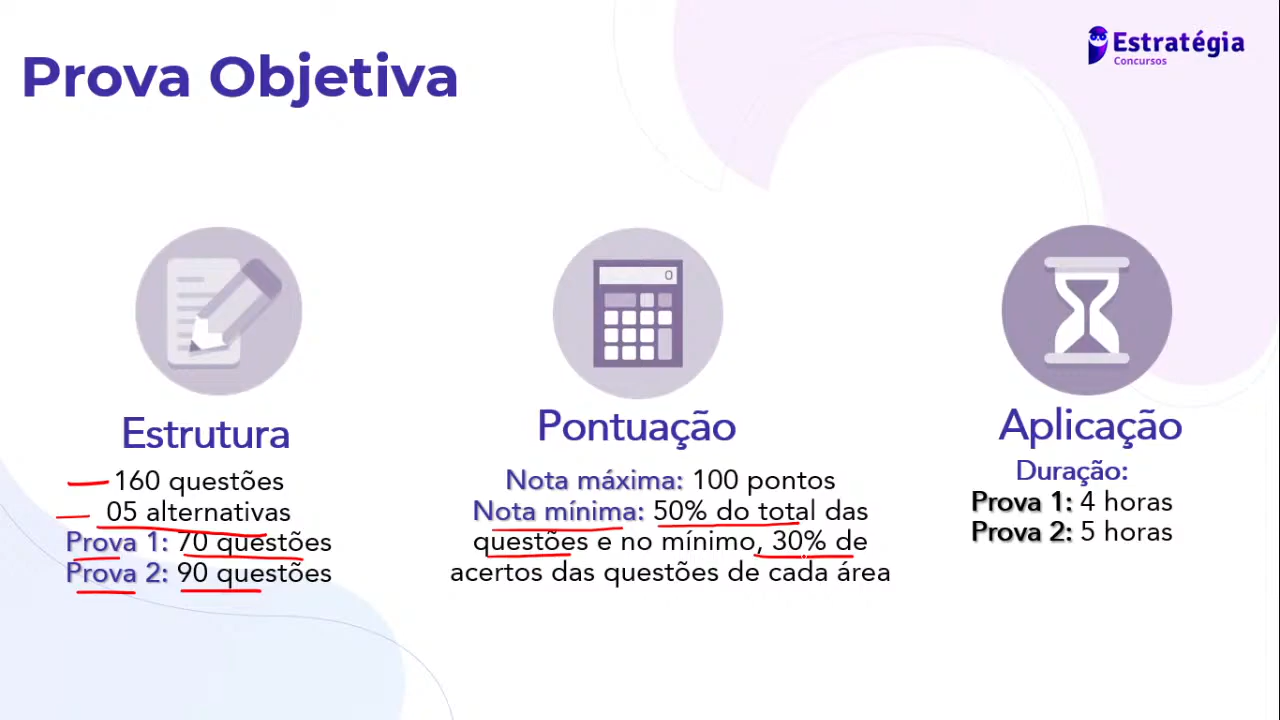 Prova Objetiva
Estratégia
Concursos
0
Estrutura
160 questões
05 alternativas
Prova 1: 70 questões
Prova 2: 90 questões
Pontuação
Nota máxima: 100 pontos
Nota mínima: 50% do total das
questões e no mínimo, 30% de
acertos das questões de cada área
Aplicação
Duração:
Prova 1: 4 horas
Prova 2: 5 horas